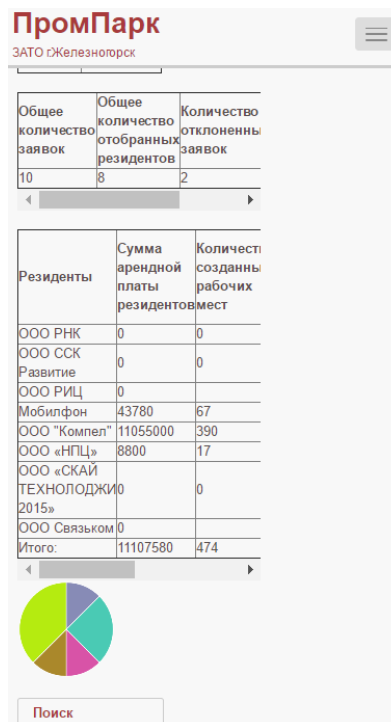 ПромПарк
ЗАТО г.Железногорск
Общее количество заявок
Общее количество отобранных резидентов
Количество отклоненны
заявок
10 8 2
Резиденты
Сумма арендной платы резидентов
Количест
созданны
рабочих мест
ООО РНК 0 0
ООО ССК Развитие 0 0
ООО РИЦ 0
Мобилфон 43780 67
ООО "Компел" 11055000 390
ООО «НПЦ» 8800 17
ООО «СКАЙ ТЕХНОЛОДЖИ 2015» 0 0
ООО Связьком 0
Итого: 11107580 474
Поиск